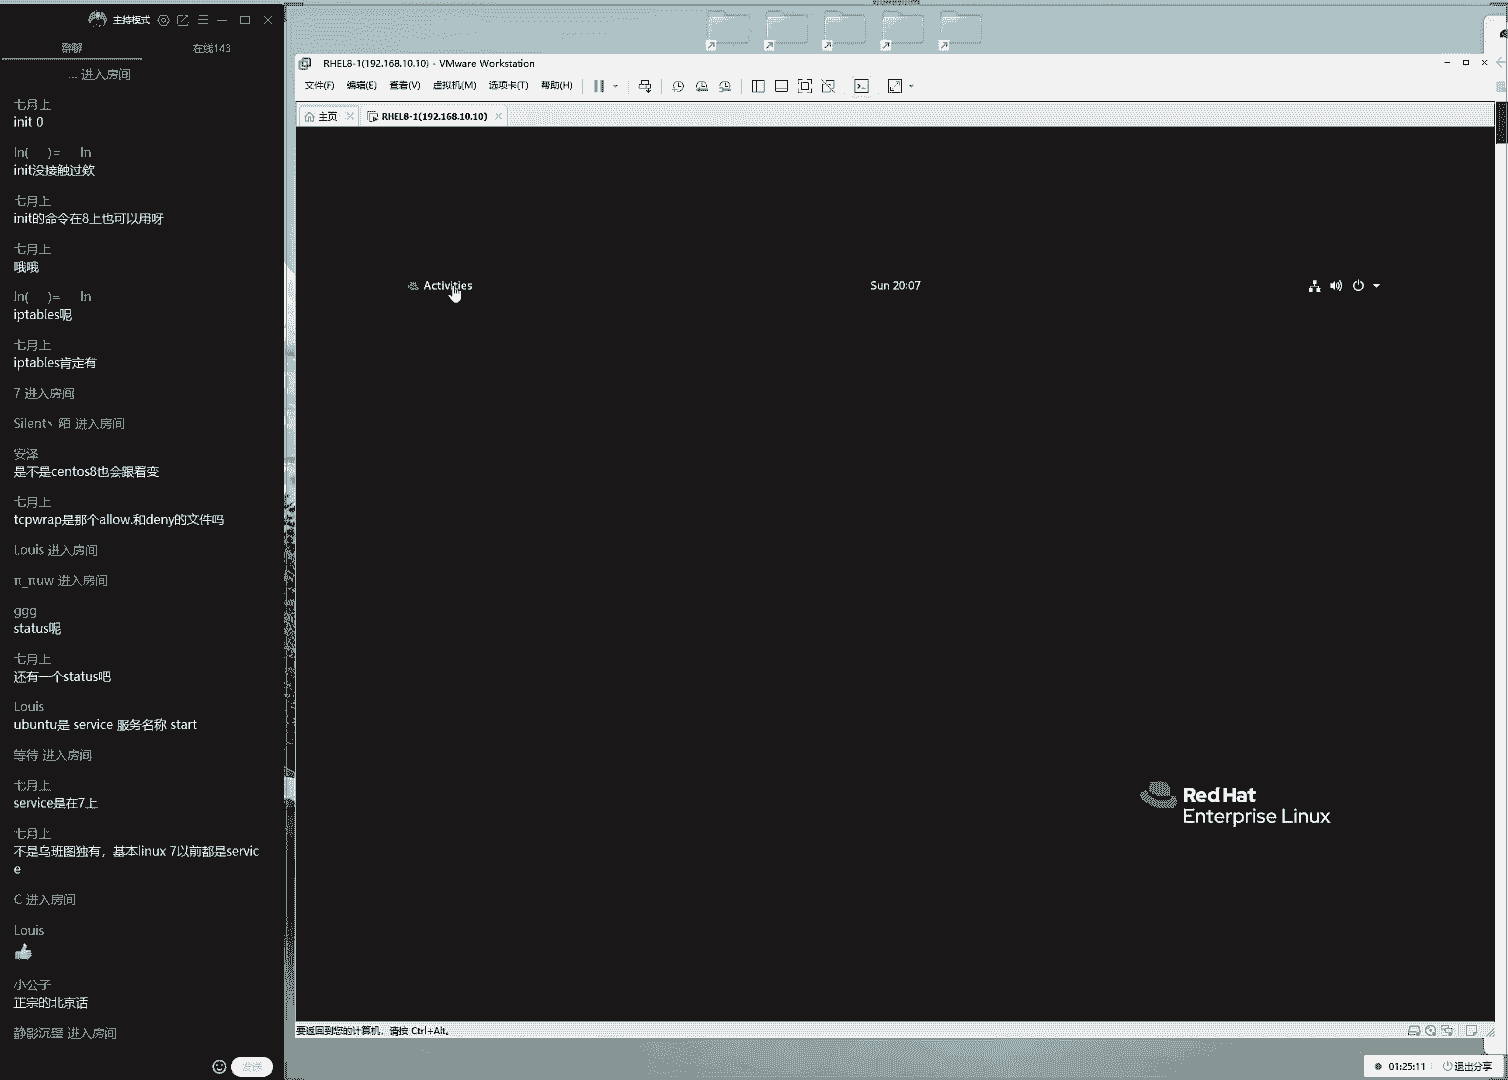 主持模式
群聊
在线143
... 进入房间
七月上
init 0
ln( )= ln
init没接触过欸
七月上
init的命令在8上也可以用呀
七月上
哦哦
ln( )= ln
iptables呢
七月上
iptables肯定有
7 进入房间
Silent丶陌 进入房间
安泽
是不是centos8也会跟着变
七月上
tcpwrap是那个allow.和deny的文件吗
Louis 进入房间
π_πuw 进入房间
ggg
status呢
七月上
还有一个status吧
Louis
ubuntu是 service 服务名称 start
等待 进入房间
七月上
service是在7上
七月上
不是乌班图独有，基本linux 7以前都是servic
e
C 进入房间
Louis
小公子
正宗的北京话
静影沉璧 进入房间
发送
RHEL8-1(192.168.10.10) - VMware Workstation
文件(F) 编辑(E) 查看(V) 虚拟机(M) 选项卡(T) 帮助(H)
主页
RHEL8-1(192.168.10.10)
Activities
Sun 20:07
Red Hat
Enterprise Linux
要返回到您的计算机，请按 Ctrl+Alt。
01:25:11
退出分享